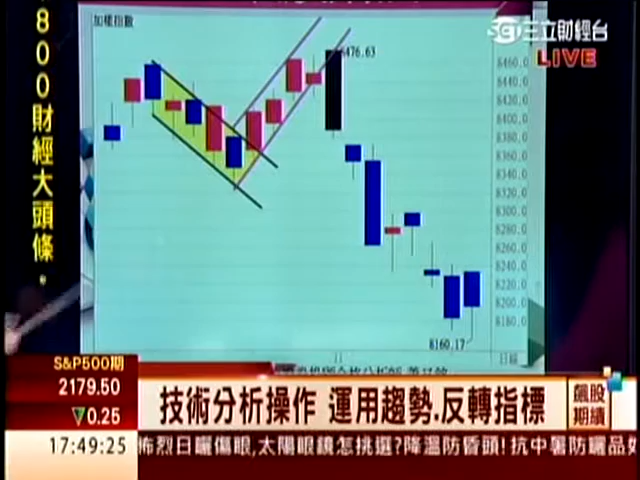 加權指數
三立財經台
LIVE
800財經大頭條
8476.63
8460.0
8440.0
8420.0
8400.0
8380.0
8360.0
8340.0
8320.0
8300.0
8280.0
8260.0
8240.0
8220.0
8200.0
8180.0
8160.17
11
日線
S&P500期
2179.50
▼0.25
17:49:25
技術分析操作 運用趨勢.反轉指標
飆股
期續
怖烈日曬傷眼,太陽眼鏡怎挑選?降溫防昏頭!抗中暑防曬品